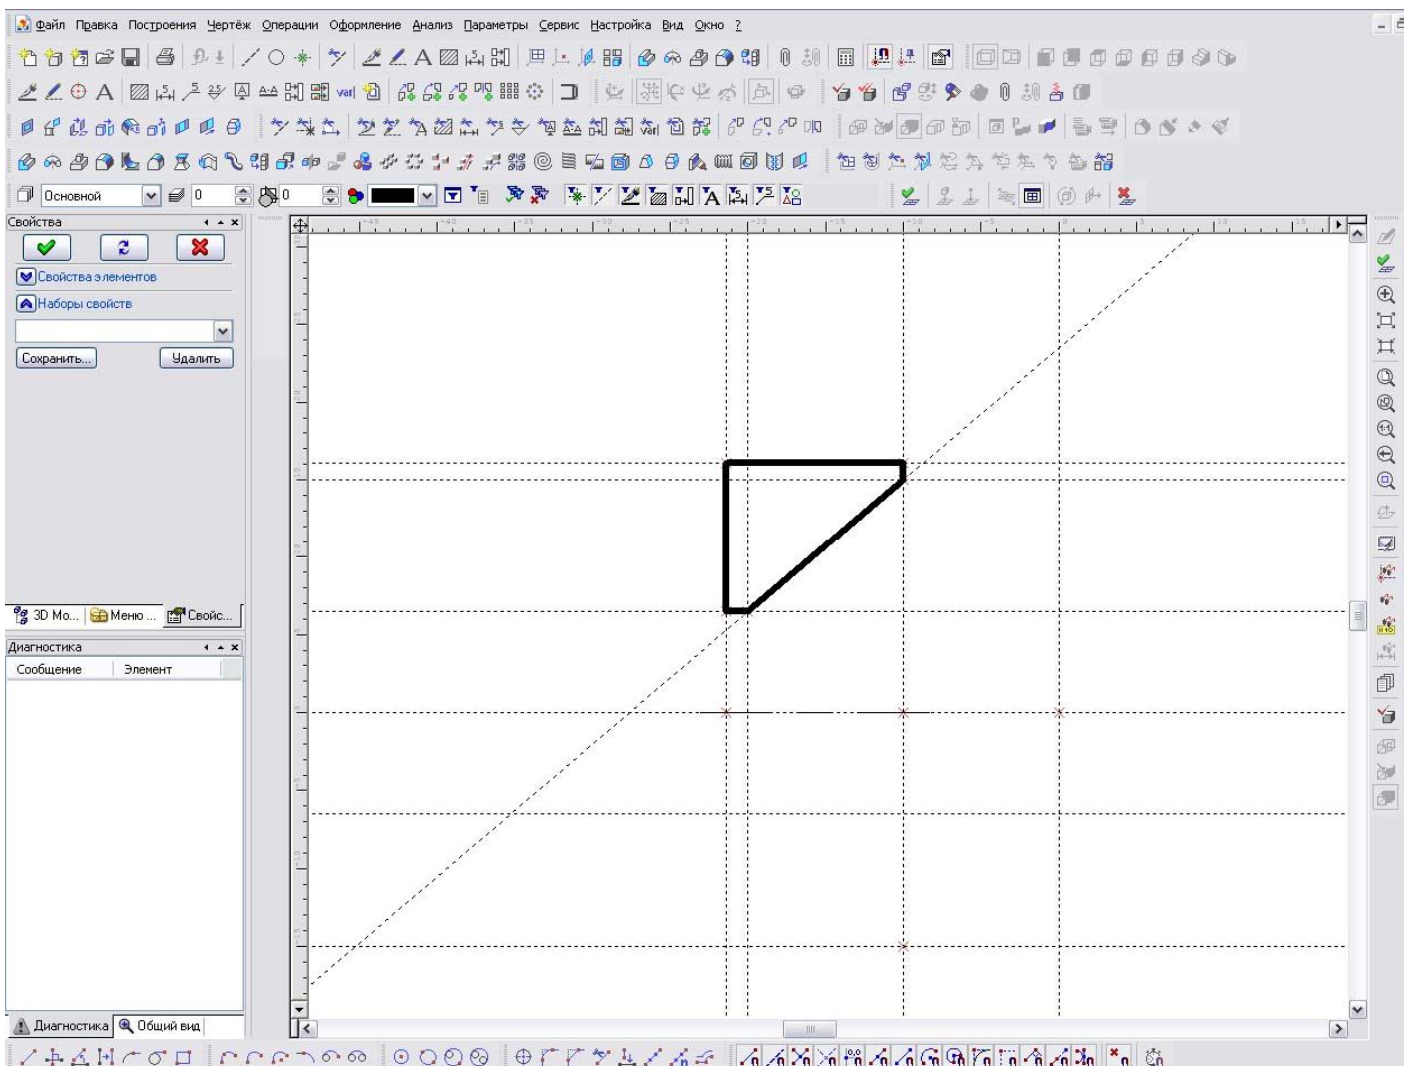 Файл Правка Построения Чертёж Операции Оформление Анализ Параметры Сервис Настройка Вид Окно ?
Основной 0 0
Свойства
Свойства элементов
Наборы свойств
Сохранить... Удалить
3D Мо... Меню ... Свойс...
Диагностика
Сообщение Элемент
Диагностика Общий вид